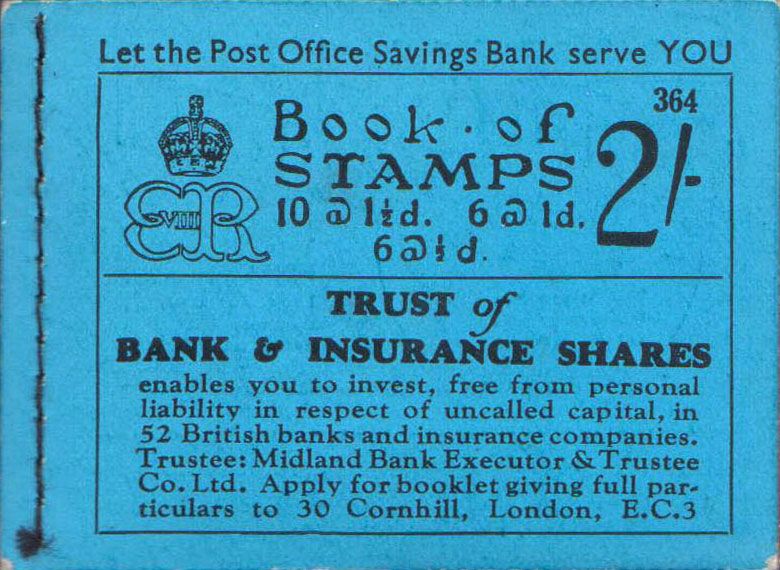 Let the Post Office Savings Bank serve YOU
364
E VIII R
Book · of
STAMPS 2/-
10 @ 1½d. 6 @ 1d.
6 @ ½d.
TRUST of
BANK & INSURANCE SHARES
enables you to invest, free from personal
liability in respect of uncalled capital, in
52 British banks and insurance companies.
Trustee: Midland Bank Executor & Trustee
Co. Ltd. Apply for booklet giving full par-
ticulars to 30 Cornhill, London, E.C.3